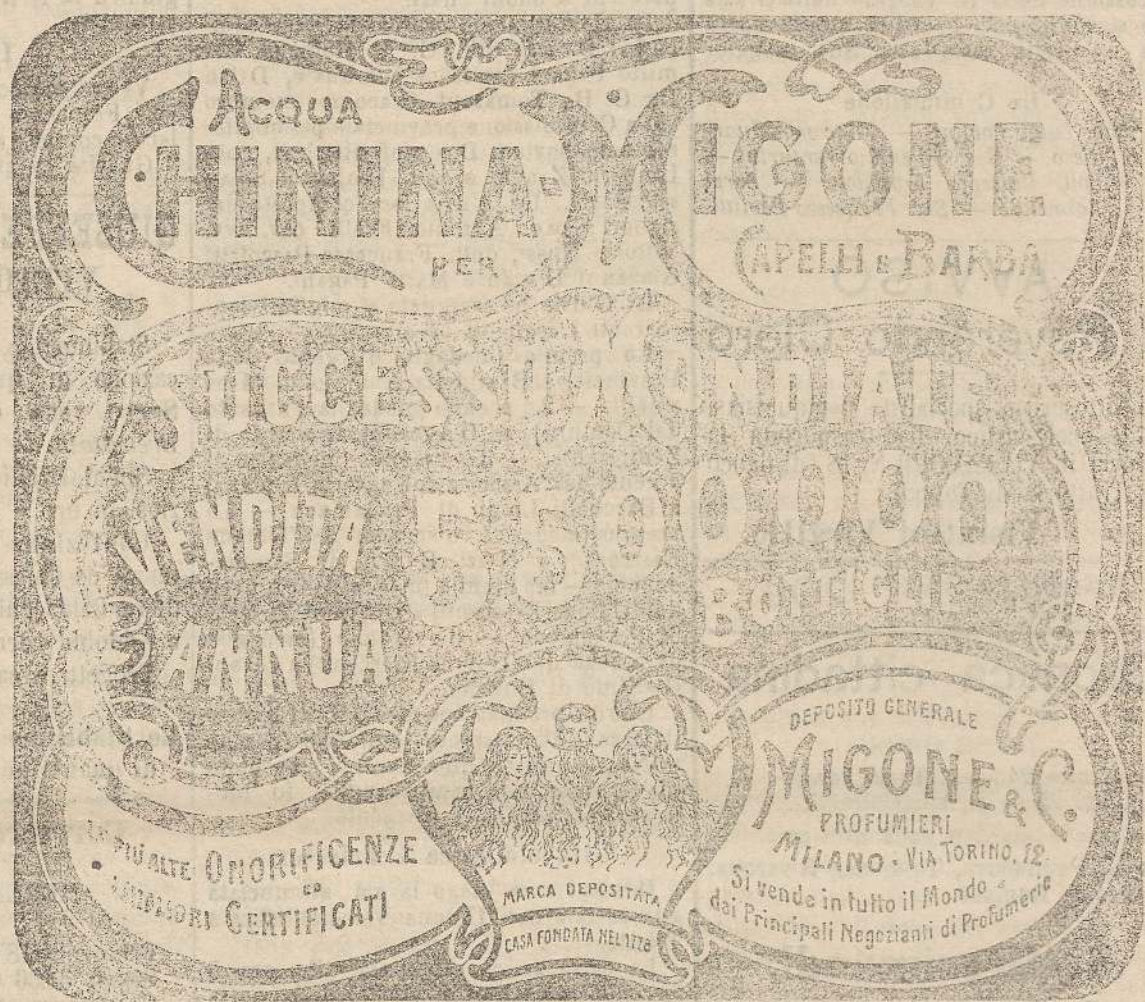 ACQUA
CHININA-MIGONE
PER CAPELLI E BARBA
SUCCESSO MONDIALE
VENDITA
ANNUA
5500000
BOTTIGLIE
LE PIÙ ALTE ONORIFICENZE
ED
I MIGLIORI CERTIFICATI
MARCA DEPOSITATA
CASA FONDATA NEL 1778
DEPOSITO GENERALE
MIGONE & C.
PROFUMIERI
MILANO - VIA TORINO, 12
Si vende in tutto il Mondo
dai Principali Negozianti di Profumerie